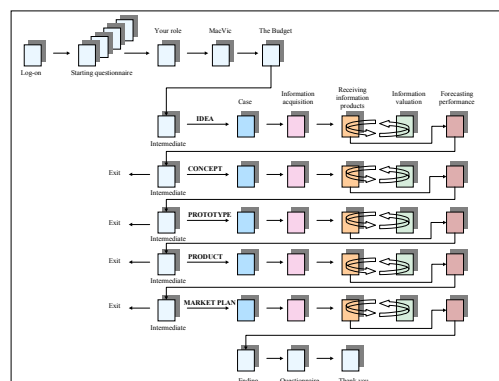 Your role
MacVic
The Budget
Log-on
Starting questionnaire
Case
Information
acquisition
Receiving
information
products
Information
valuation
Forecasting
performance
IDEA
Intermediate
Exit
CONCEPT
Intermediate
Exit
PROTOTYPE
Intermediate
Exit
PRODUCT
Intermediate
Exit
MARKET PLAN
Intermediate
Ending
Questionnaire
Thank you